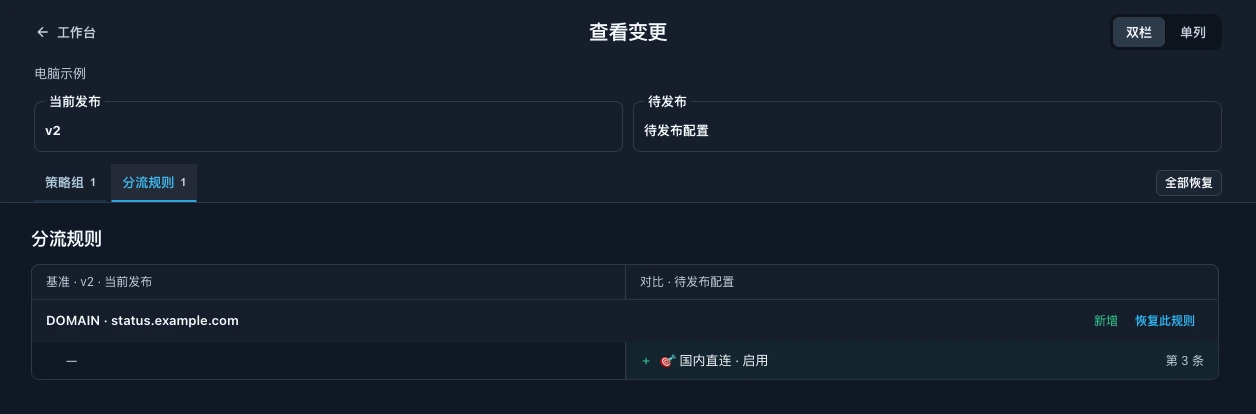 ← 工作台
查看变更
双栏 单列
电脑示例
当前发布
v2
待发布
待发布配置
策略组 1 分流规则 1
全部恢复
分流规则
基准 · v2 · 当前发布
对比 · 待发布配置
DOMAIN · status.example.com
新增 恢复此规则
—
+ 🎯 国内直连 · 启用
第 3 条